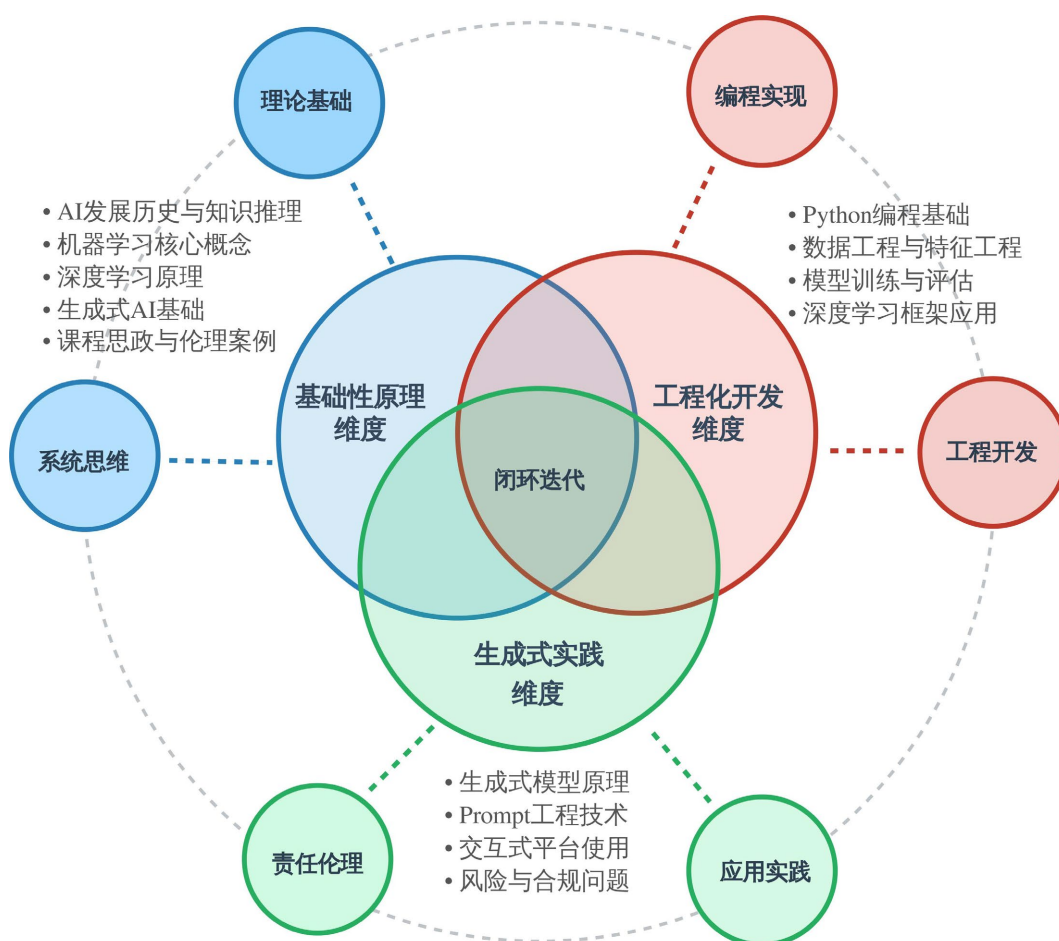 理论基础
编程实现
• AI发展历史与知识推理
• 机器学习核心概念
• 深度学习原理
• 生成式AI基础
• 课程思政与伦理案例
• Python编程基础
• 数据工程与特征工程
• 模型训练与评估
• 深度学习框架应用
基础性原理
维度
工程化开发
维度
系统思维
闭环迭代
工程开发
生成式实践
维度
• 生成式模型原理
• Prompt工程技术
• 交互式平台使用
• 风险与合规问题
责任伦理
应用实践